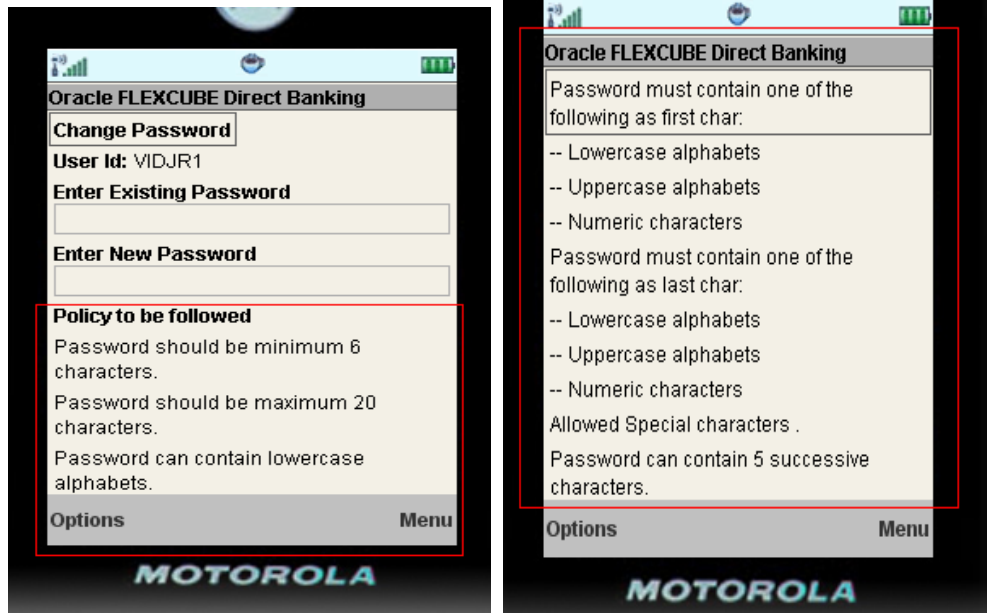 Oracle FLEXCUBE Direct Banking
Change Password
User Id: VIDJR1
Enter Existing Password
Enter New Password
Policy to be followed
Password should be minimum 6
characters.
Password should be maximum 20
characters.
Password can contain lowercase
alphabets.
Options Menu
MOTOROLA
Oracle FLEXCUBE Direct Banking
Password must contain one of the
following as first char:
-- Lowercase alphabets
-- Uppercase alphabets
-- Numeric characters
Password must contain one of the
following as last char:
-- Lowercase alphabets
-- Uppercase alphabets
-- Numeric characters
Allowed Special characters .
Password can contain 5 successive
characters.
Options Menu
MOTOROLA